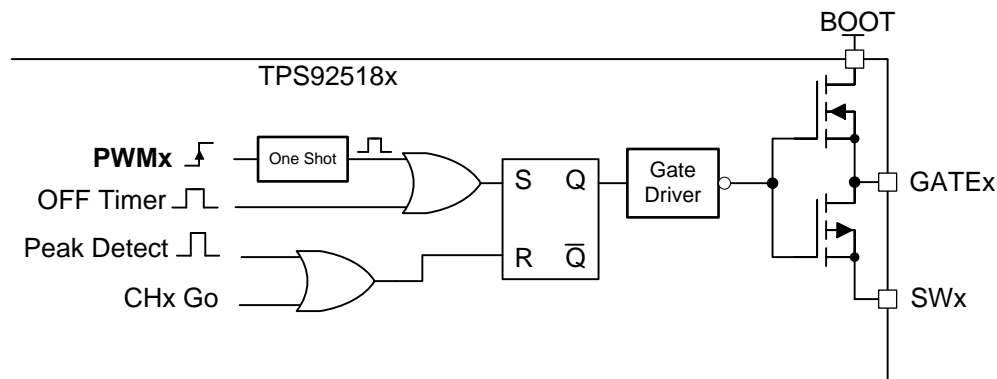 BOOT
TPS92518x
PWMx
One Shot
OFF Timer
S Q
Gate
Driver
GATEx
Peak Detect
R Q̅
CHx Go
SWx